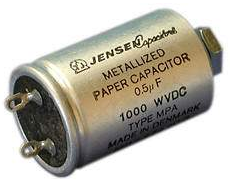 JENSEN Capacitors
METALLIZED
PAPER CAPACITOR
0.5µF
1000 WVDC
TYPE MPA
MADE IN DENMARK